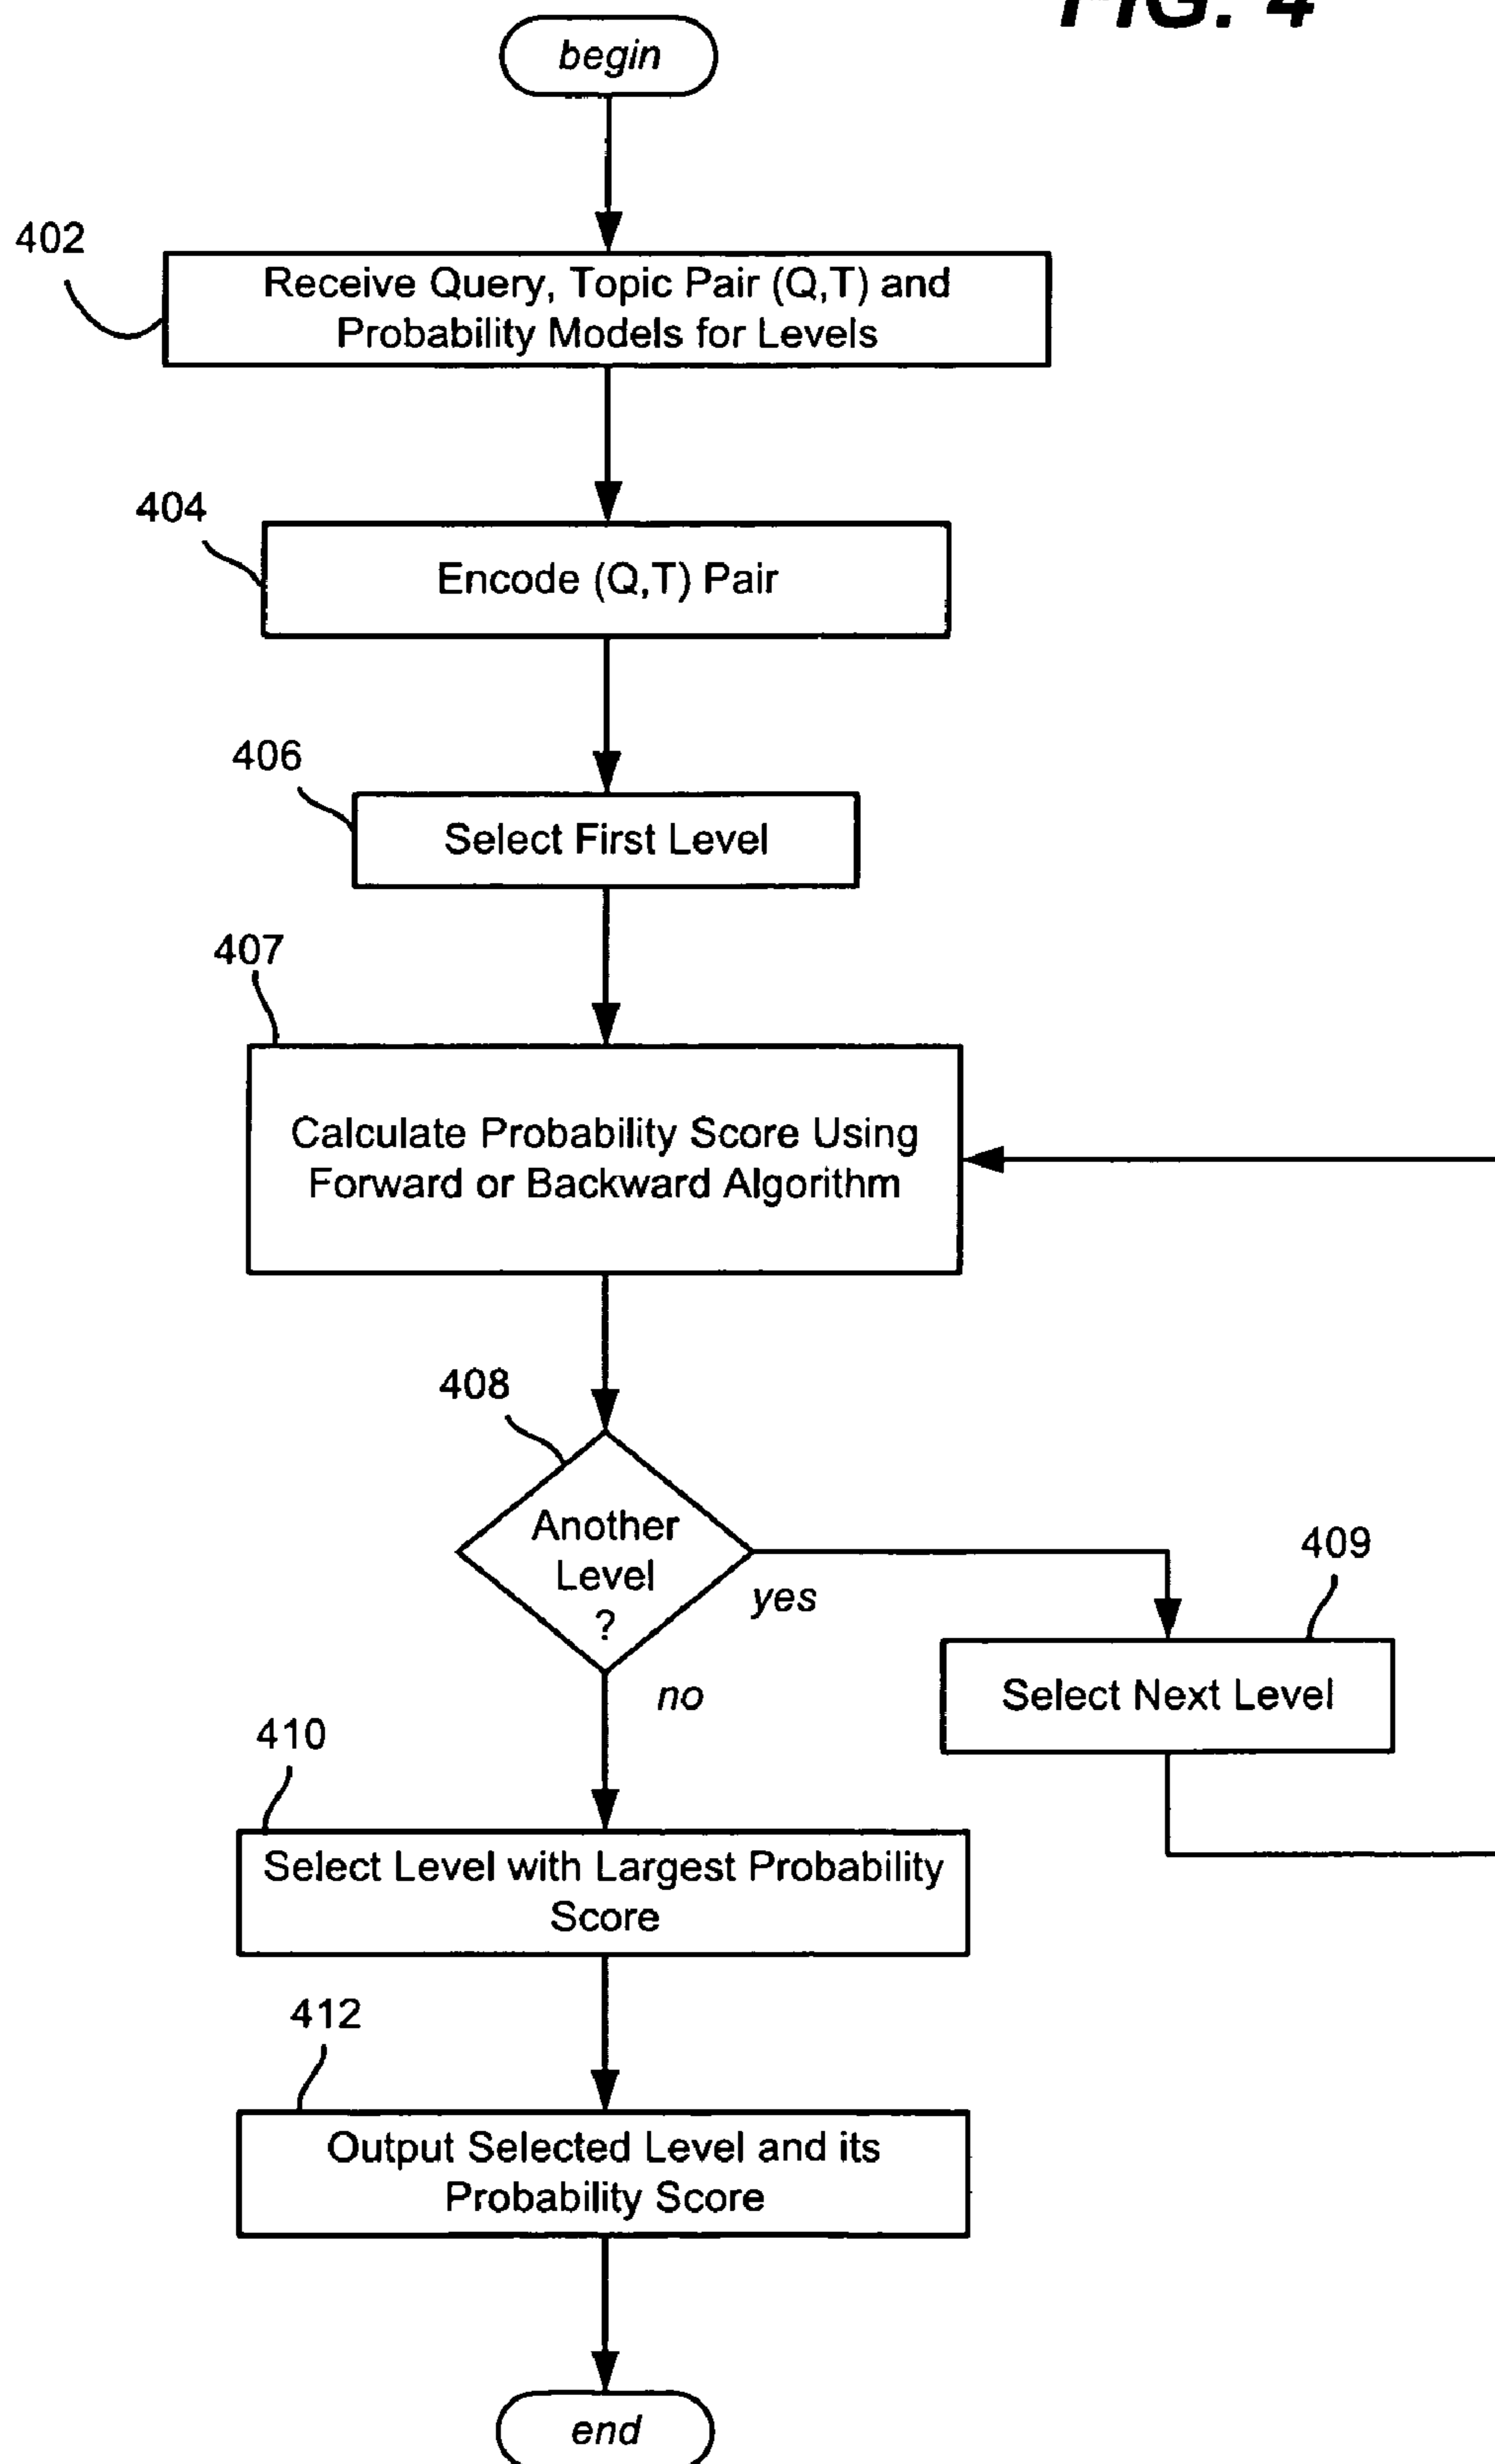 FIG. 4
begin
402
Receive Query, Topic Pair (Q,T) and
Probability Models for Levels
404
Encode (Q,T) Pair
406
Select First Level
407
Calculate Probability Score Using
Forward or Backward Algorithm
408
Another
Level
?
yes
409
Select Next Level
no
410
Select Level with Largest Probability
Score
412
Output Selected Level and its
Probability Score
end